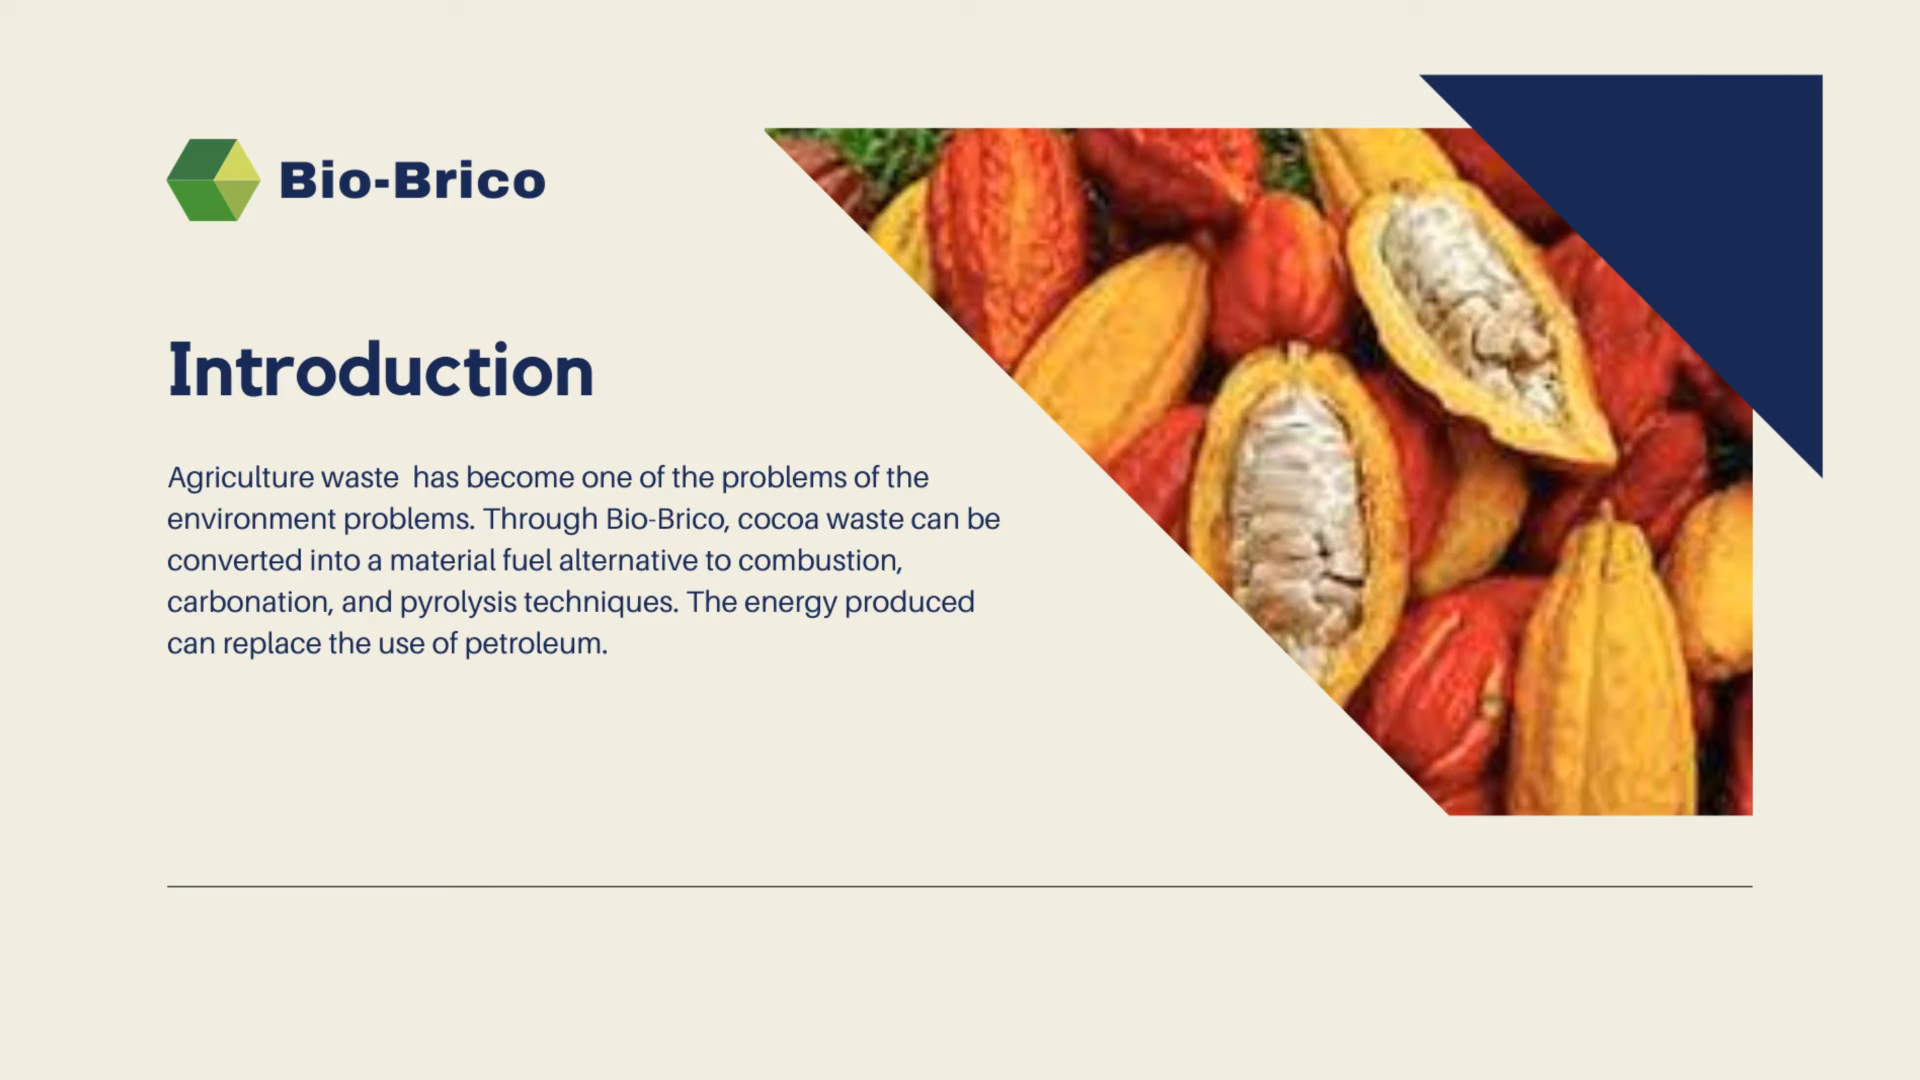 Bio-Brico
Introduction
Agriculture waste  has become one of the problems of the
environment problems. Through Bio-Brico, cocoa waste can be
converted into a material fuel alternative to combustion,
carbonation, and pyrolysis techniques. The energy produced
can replace the use of petroleum.